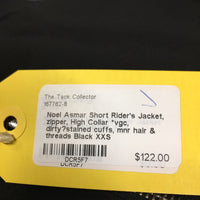 The Tack Collector
167762-8
Noel Asmar Short Rider's Jacket,
zipper, High Collar *vgc,
dirty?stained cuffs, mnr hair &
threads Black XXS
DCR5F7
$122.00
DCR5F7